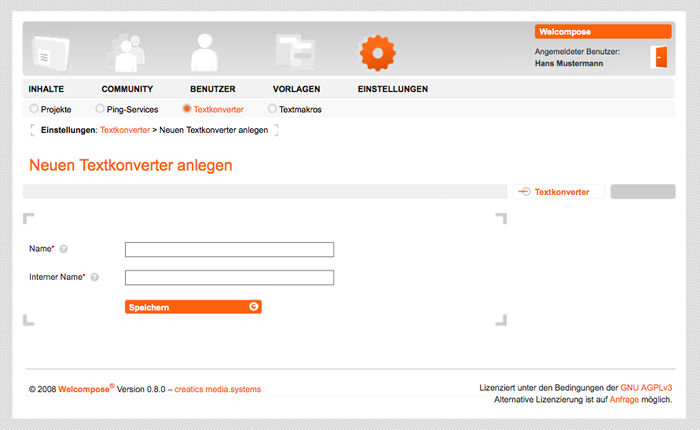 Welcompose
Angemeldeter Benutzer:
Hans Mustermann
INHALTE COMMUNITY BENUTZER VORLAGEN EINSTELLUNGEN
Projekte Ping-Services Textkonverter Textmakros
Einstellungen: Textkonverter > Neuen Textkonverter anlegen
Neuen Textkonverter anlegen
Textkonverter
Name* ?
Interner Name* ?
Speichern
© 2008 Welcompose® Version 0.8.0 – creatics media.systems
Lizenziert unter den Bedingungen der GNU AGPLv3
Alternative Lizenzierung ist auf Anfrage möglich.